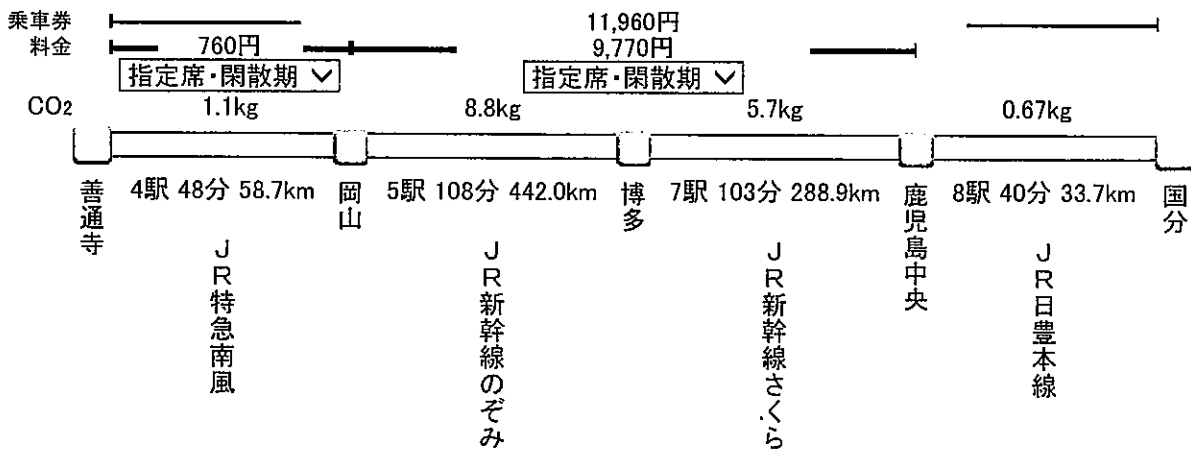 乗車券 11,960円
料金 760円 9,770円
指定席・閑散期 指定席・閑散期
CO2 1.1kg 8.8kg 5.7kg 0.67kg
善通寺 4駅 48分 58.7km 岡山 5駅 108分 442.0km 博多 7駅 103分 288.9km 鹿児島中央 8駅 40分 33.7km 国分
JR特急南風 JR新幹線のぞみ JR新幹線さくら JR日豊本線